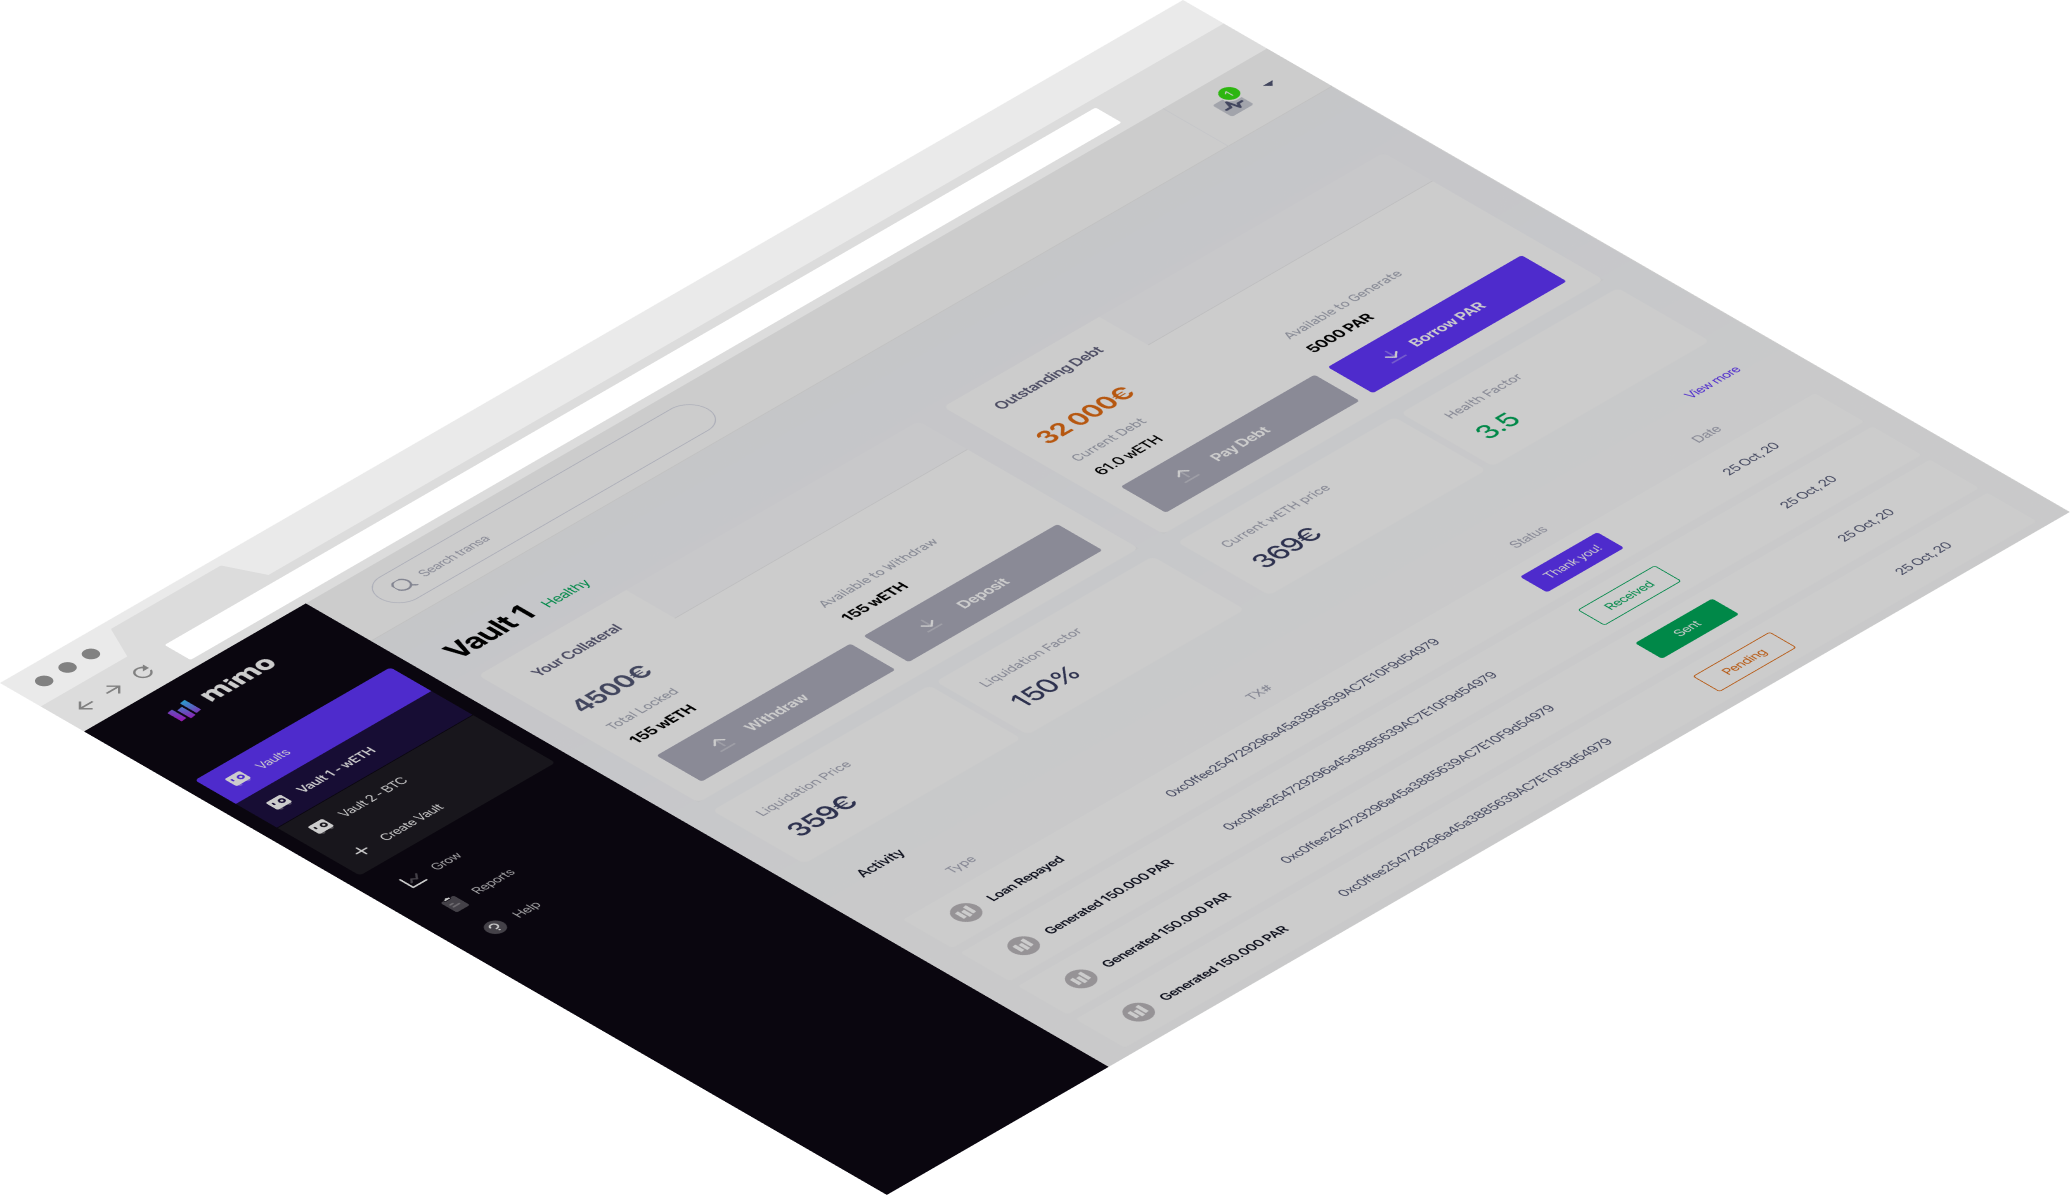 1
Search transa
mimo
Vaults
Vault 1 - wETH
Vault 2 - BTC
Create Vault
Grow
Reports
Help
Vault 1 Healthy
Your Collateral
4500€
Total Locked
155 wETH
Available to Withdraw
155 wETH
Withdraw
Deposit
Outstanding Debt
32 000€
Current Debt
61.0 wETH
Available to Generate
5000 PAR
Pay Debt
Borrow PAR
Liquidation Price
359€
Liquidation Factor
150%
Current wETH price
369€
Health Factor
3.5
Activity
View more
Type TX# Status Date
Loan Repayed 0xc0ffee254729296a45a3885639AC7E10F9d54979 Thank you! 25 Oct, 20
Generated 150.000 PAR 0xc0ffee254729296a45a3885639AC7E10F9d54979 Received 25 Oct, 20
Generated 150.000 PAR 0xc0ffee254729296a45a3885639AC7E10F9d54979 Sent 25 Oct, 20
Generated 150.000 PAR 0xc0ffee254729296a45a3885639AC7E10F9d54979 Pending 25 Oct, 20